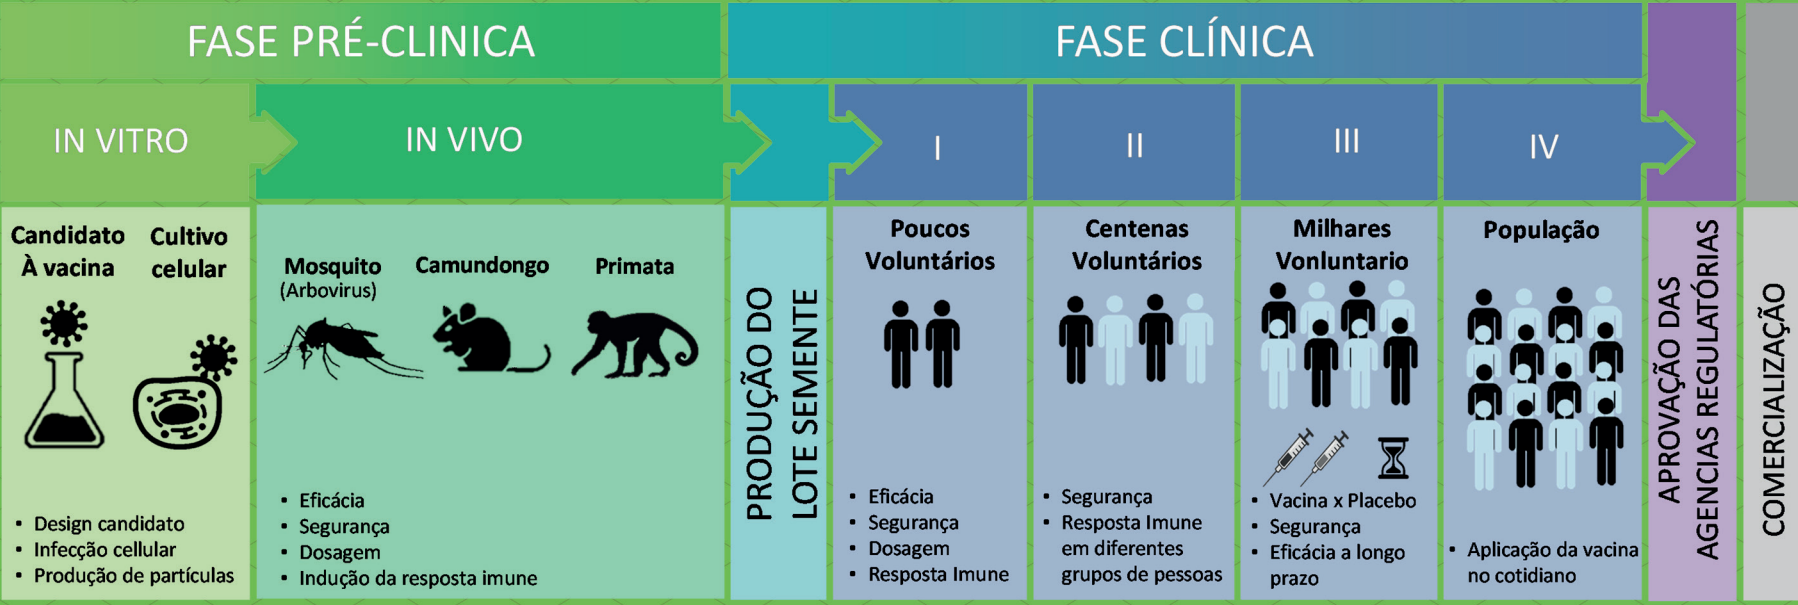 FASE PRÉ-CLINICA
FASE CLÍNICA
IN VITRO
IN VIVO
I
II
III
IV
Candidato
À vacina
Cultivo
celular
• Design candidato
• Infecção cellular
• Produção de partículas
Mosquito
(Arbovirus)
Camundongo
Primata
• Eficácia
• Segurança
• Dosagem
• Indução da resposta imune
PRODUÇÃO DO
LOTE SEMENTE
Poucos
Voluntários
• Eficácia
• Segurança
• Dosagem
• Resposta Imune
Centenas
Voluntários
• Segurança
• Resposta Imune
em diferentes
grupos de pessoas
Milhares
Vonluntario
• Vacina x Placebo
• Segurança
• Eficácia a longo
prazo
População
• Aplicação da vacina
no cotidiano
APROVAÇÃO DAS
AGENCIAS REGULATÓRIAS
COMERCIALIZAÇÃO